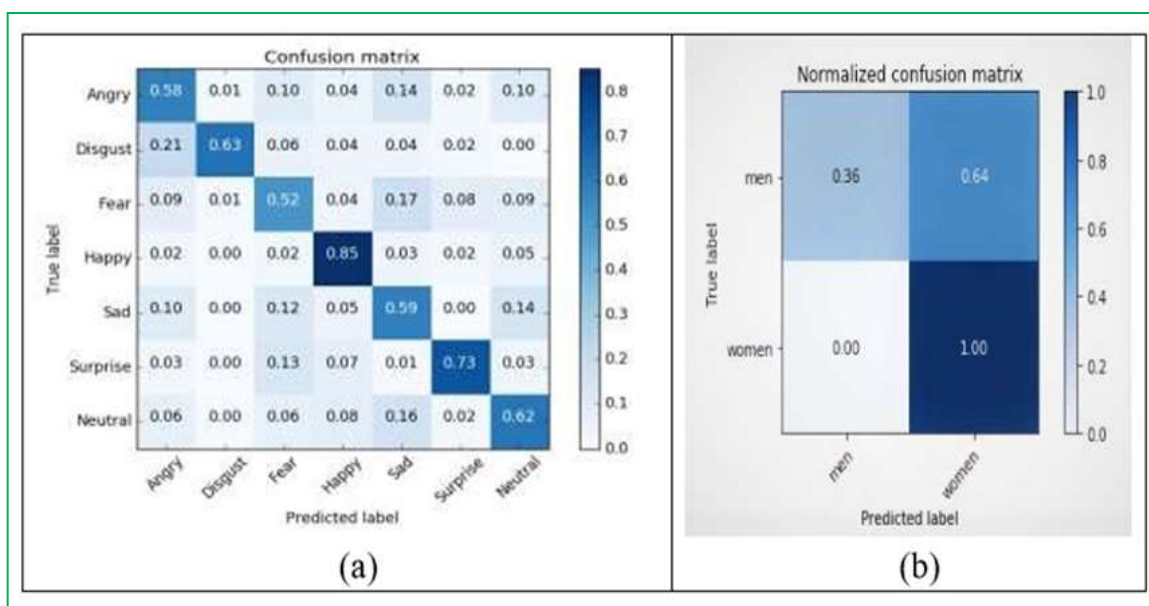 Confusion matrix
Angry 0.58 0.01 0.10 0.04 0.14 0.02 0.10
Disgust 0.21 0.63 0.06 0.04 0.04 0.02 0.00
Fear 0.09 0.01 0.52 0.04 0.17 0.08 0.09
Happy 0.02 0.00 0.02 0.85 0.03 0.02 0.05
Sad 0.10 0.00 0.12 0.05 0.59 0.00 0.14
Surprise 0.03 0.00 0.13 0.07 0.01 0.73 0.03
Neutral 0.06 0.00 0.06 0.08 0.16 0.02 0.62
True label
Angry Disgust Fear Happy Sad Surprise Neutral
Predicted label
0.8
0.7
0.6
0.5
0.4
0.3
0.2
0.1
0.0
(a)
Normalized confusion matrix
men 0.36 0.64
women 0.00 1.00
True label
men women
Predicted label
1.0
0.8
0.6
0.4
0.2
0.0
(b)